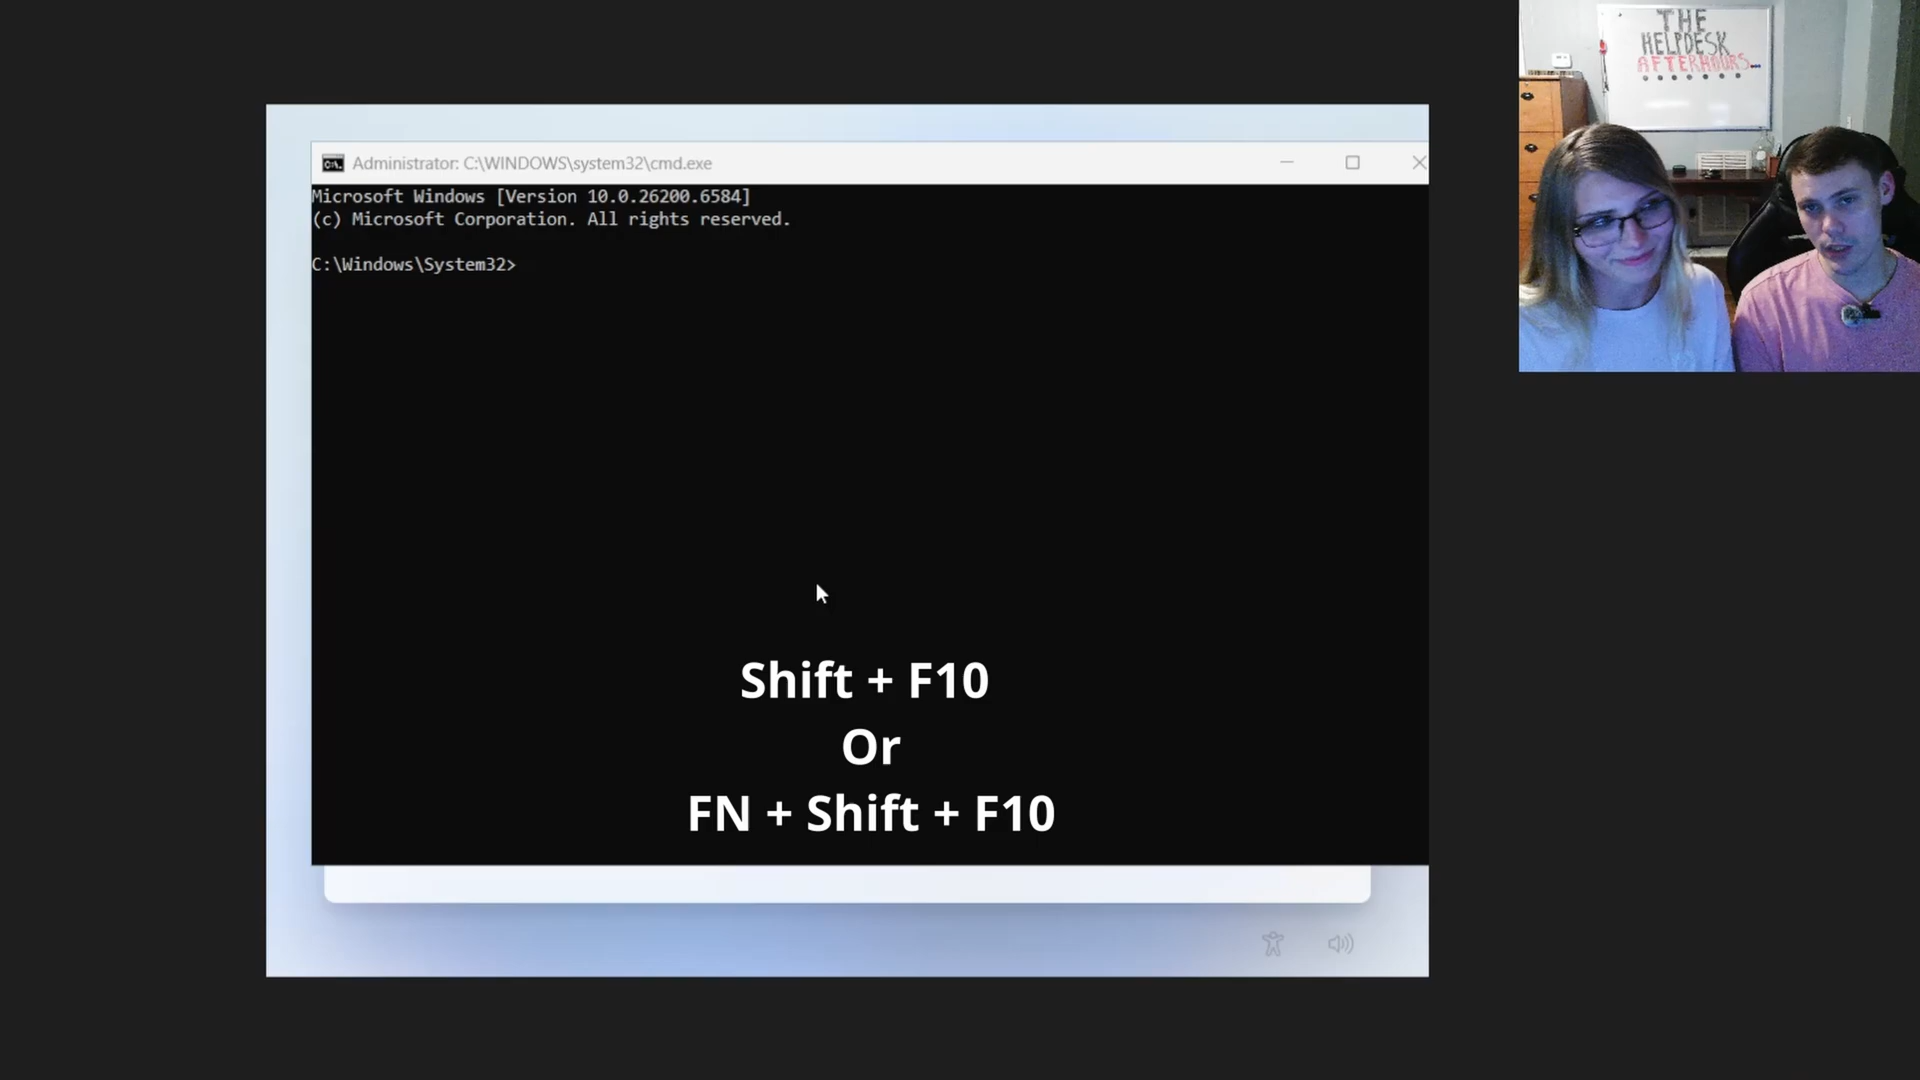 THE
HELPDESK
AFTERHOURS...
Administrator: C:\WINDOWS\system32\cmd.exe
Microsoft Windows [Version 10.0.26200.6584]
(c) Microsoft Corporation. All rights reserved.
C:\Windows\System32>
Shift + F10
Or
FN + Shift + F10